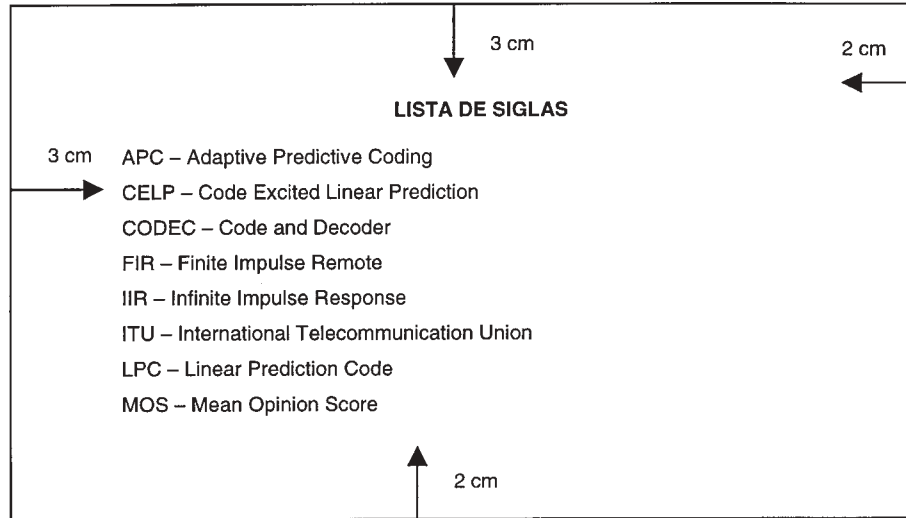 3 cm
2 cm
LISTA DE SIGLAS
3 cm
APC – Adaptive Predictive Coding
CELP – Code Excited Linear Prediction
CODEC – Code and Decoder
FIR – Finite Impulse Remote
IIR – Infinite Impulse Response
ITU – International Telecommunication Union
LPC – Linear Prediction Code
MOS – Mean Opinion Score
2 cm